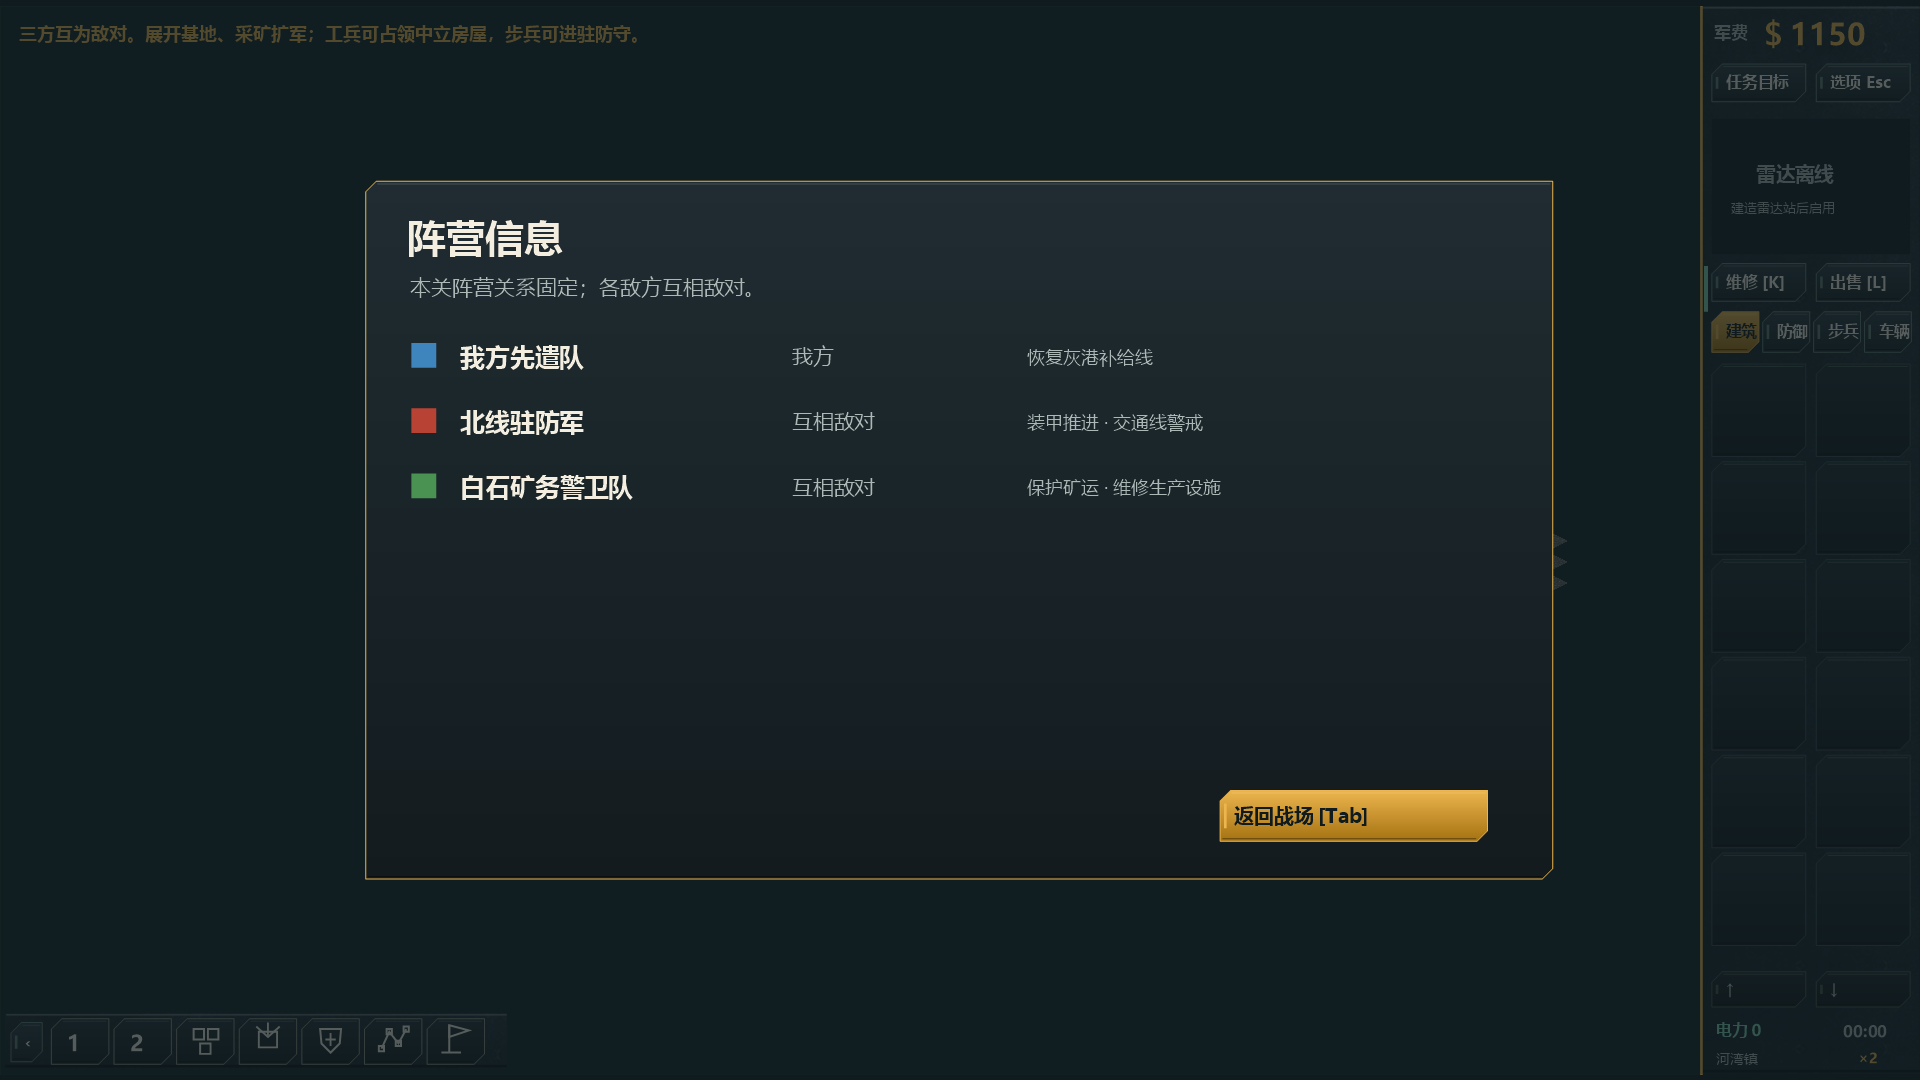 三方互为敌对。展开基地、采矿扩军；工兵可占领中立房屋，步兵可进驻防守。
军费 $ 1150
任务目标 选项 Esc
雷达离线
建造雷达站后启用
维修 [K] 出售 [L]
建筑 防御 步兵 车辆
阵营信息
本关阵营关系固定；各敌方互相敌对。
我方先遣队 我方 恢复灰港补给线
北线驻防军 互相敌对 装甲推进 · 交通线警戒
白石矿务警卫队 互相敌对 保护矿运 · 维修生产设施
返回战场 [Tab]
↑ ↓
‹ 1 2
电力 0 00:00
河湾镇 ×2